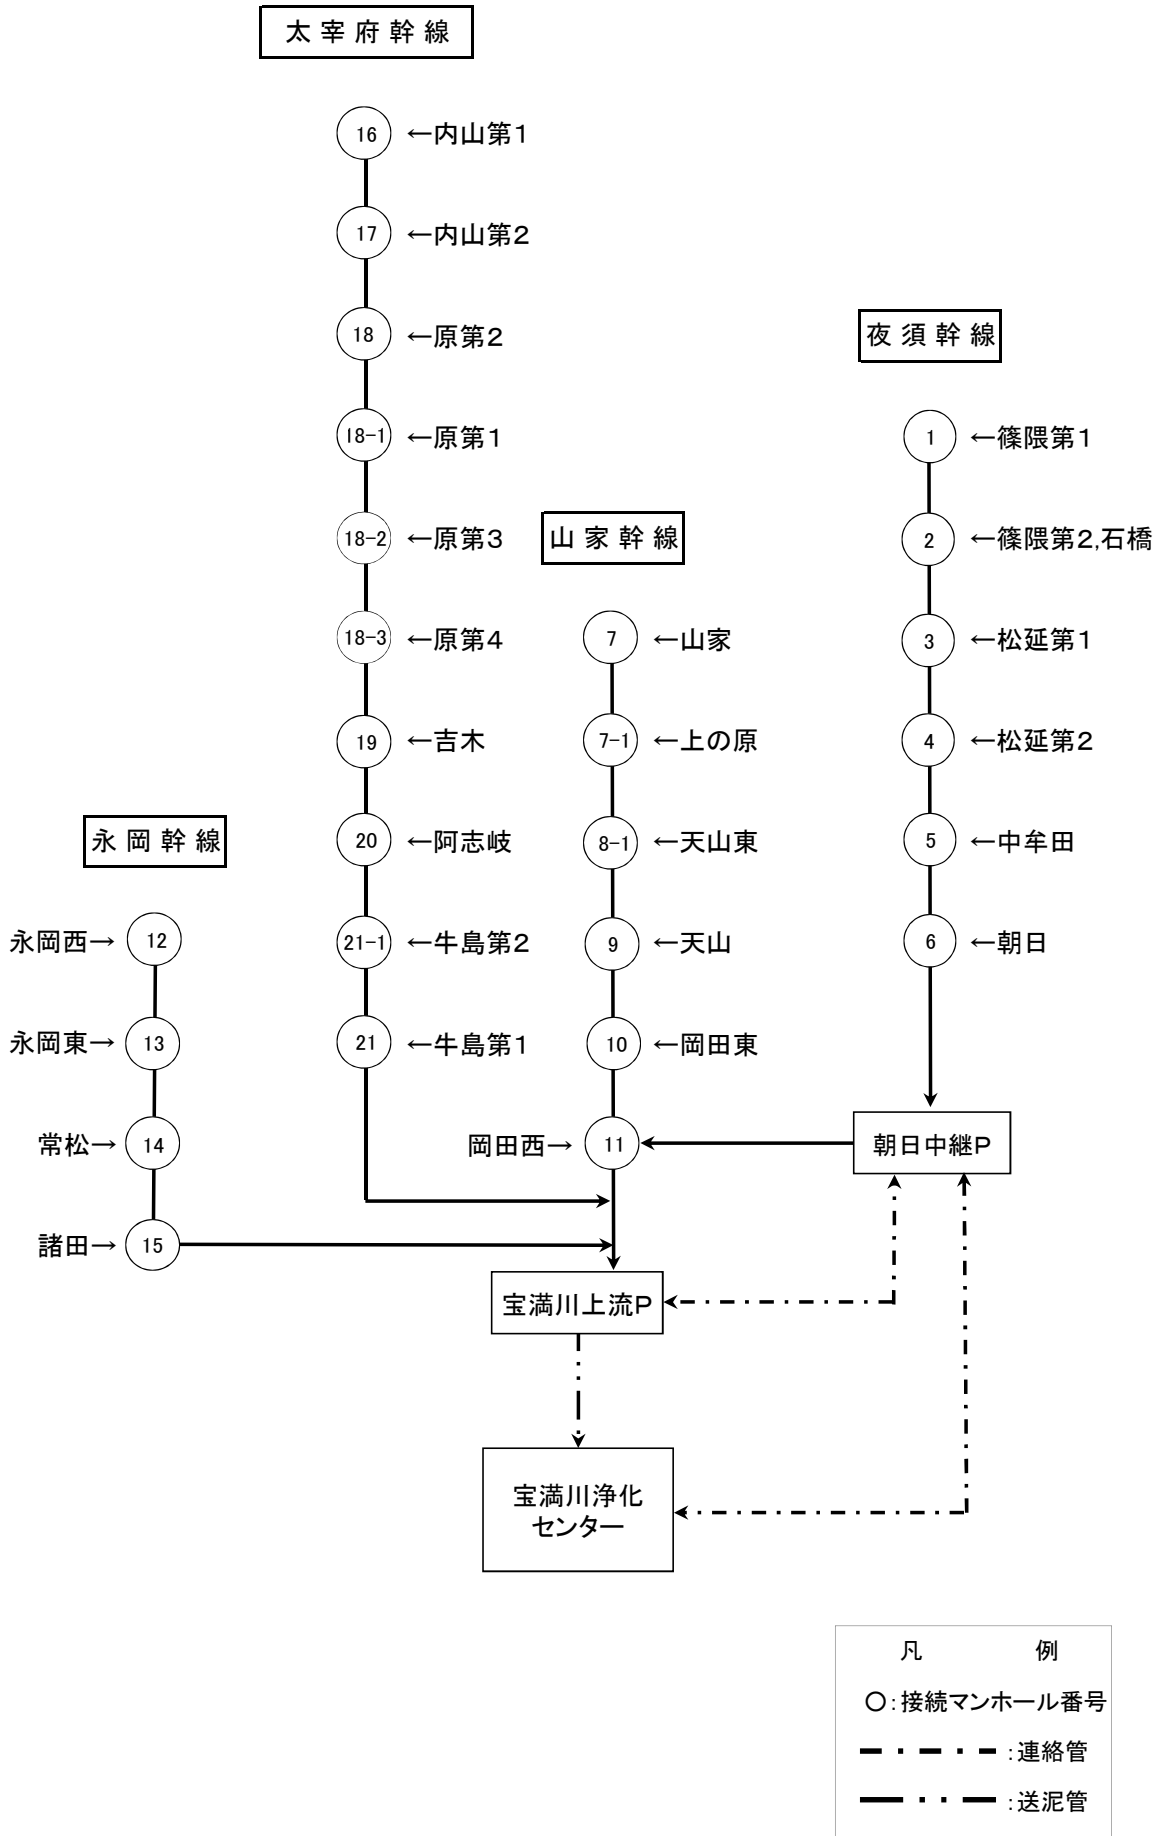 太宰府幹線
16 ←内山第1
17 ←内山第2
18 ←原第2
18-1 ←原第1
18-2 ←原第3
18-3 ←原第4
19 ←吉木
20 ←阿志岐
21-1 ←牛島第2
21 ←牛島第1
夜須幹線
1 ←篠隈第1
2 ←篠隈第2,石橋
3 ←松延第1
4 ←松延第2
5 ←中牟田
6 ←朝日
朝日中継P
山家幹線
7 ←山家
7-1 ←上の原
8-1 ←天山東
9 ←天山
10 ←岡田東
岡田西→ 11
永岡幹線
永岡西→ 12
永岡東→ 13
常松→ 14
諸田→ 15
宝満川上流P
宝満川浄化
センター
凡 例
○:接続マンホール番号
:連絡管
:送泥管